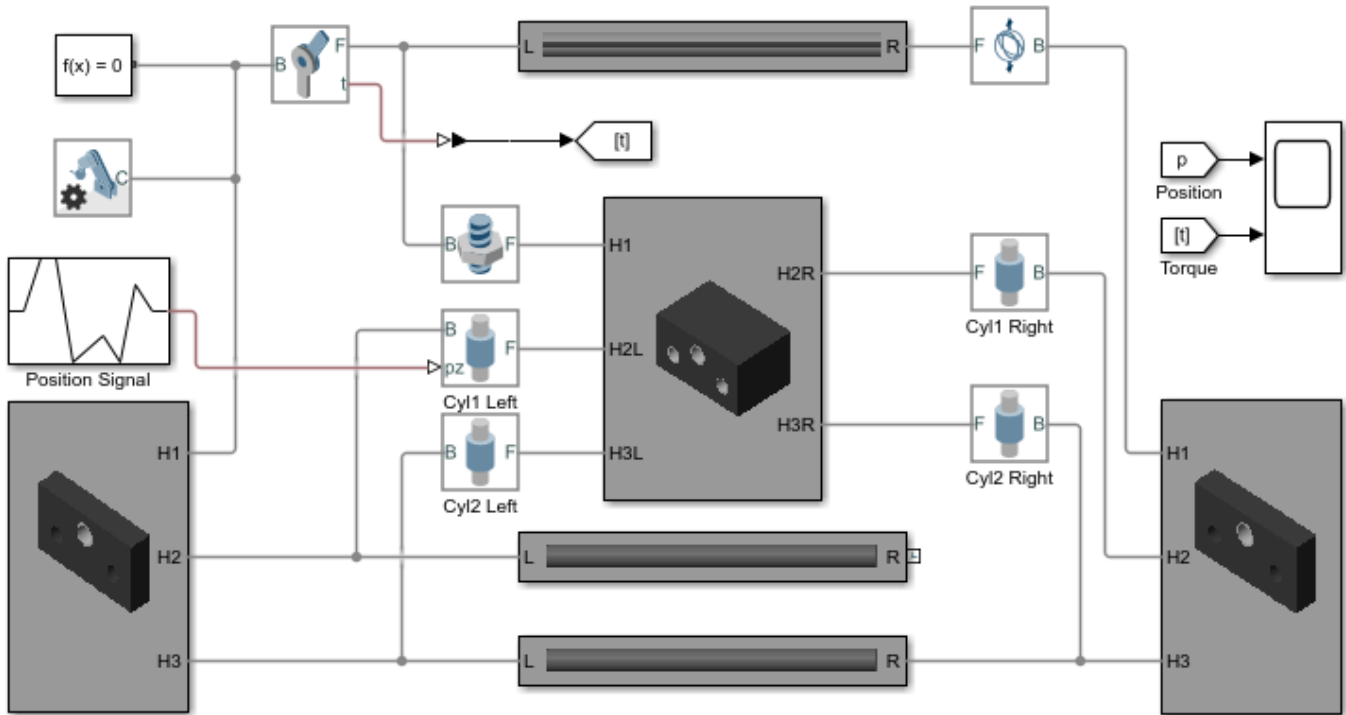 F
L
R
F
B
f(x) = 0
B
t
[t]
C
p
Position
[t]
Torque
B
F
H1
H2R
F
B
Cyl1 Right
B
pz
F
H2L
Position Signal
Cyl1 Left
H3R
F
B
Cyl2 Right
H1
B
F
H3L
H1
Cyl2 Left
H2
L
R
H2
H3
L
R
H3